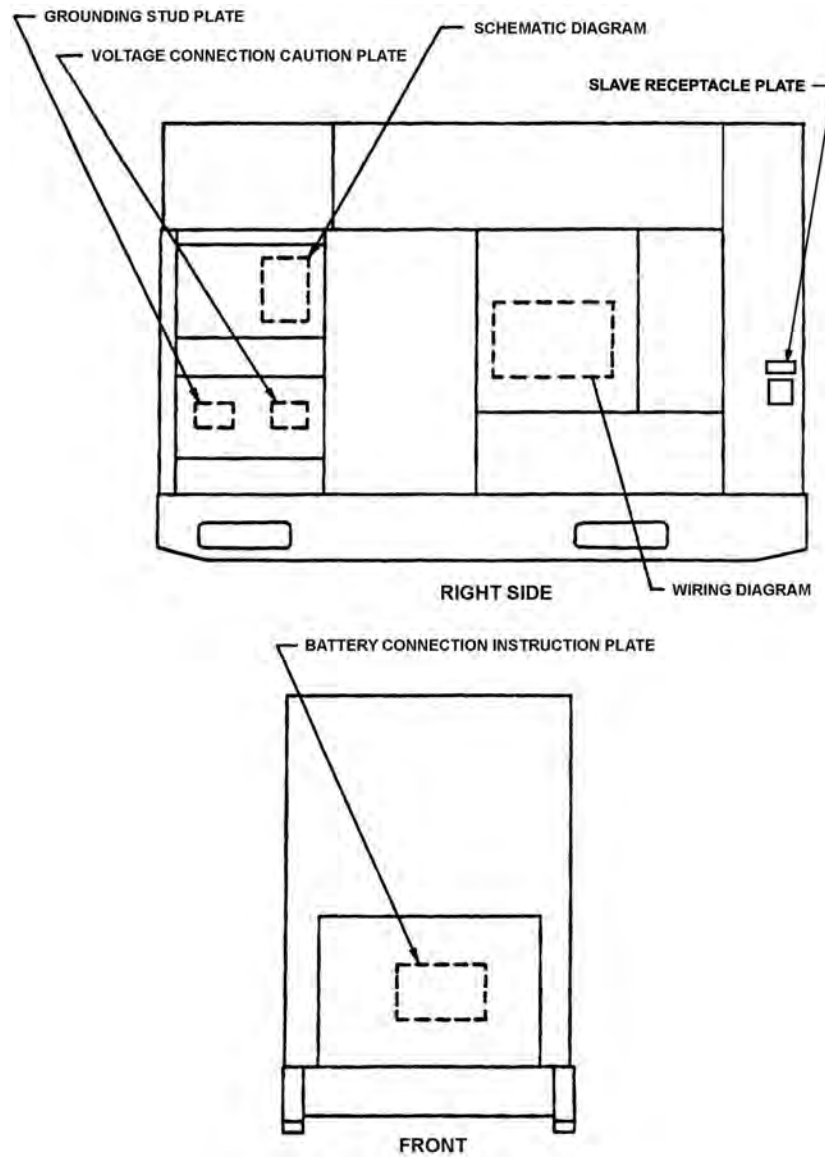 GROUNDING STUD PLATE
SCHEMATIC DIAGRAM
VOLTAGE CONNECTION CAUTION PLATE
SLAVE RECEPTACLE PLATE
RIGHT SIDE
WIRING DIAGRAM
BATTERY CONNECTION INSTRUCTION PLATE
FRONT